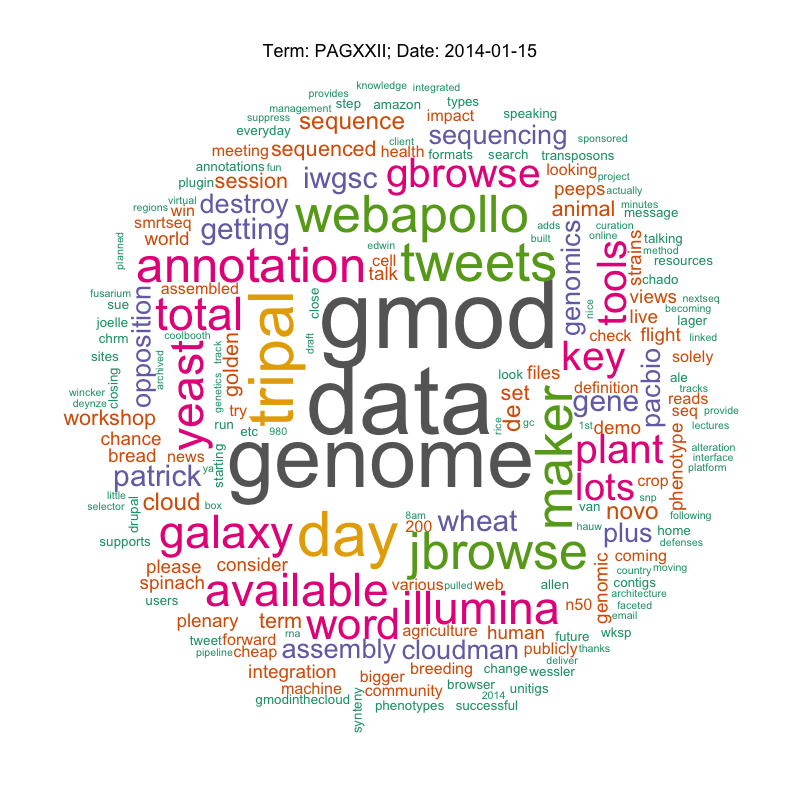 Term: PAGXXII; Date: 2014-01-15
knowledge integrated
provides
management step amazon types
suppress sequence impact speaking
everyday client sequencing sponsored
meeting sequenced health formats search transposons
annotations fun iwgsc gbrowse looking project
plugin session peeps actually
regions virtual destroy webapollo animal minutes
smrtseq win getting adds curation message
world edwin built online talking
planned annotation cell tweets genomics tools strains method resources
talk chado
fusarium assembled close gmod nice views nextseq
sue opposition total tripal live becoming
joelle coolbooth lager
chrm yeast track golden draft check flight linked
sites archived key solely
closing genetics data look files pacbio ale
wincker try set definition tracks
deynze de gene reads provide
workshop run rice gc 1st demo seq lectures
chance etc 980 maker plant alteration
bread news genome phenotype interface
patrick ya starting lots crop platform
little box snp
selector cloud van novo following
drupal galaxy day 8am wheat hauw plus home
supports 200 jbrowse defenses
please consider genomic coming
spinach available various pulled web allen country moving
users contigs
illumina n50 architecture
plenary term word agriculture human faceted
email
tweet forward rna future wksp
pipeline cheap assembly cloudman publicly thanks
integration bigger breeding change wessler deliver
machine community browser unitigs
gmodinthecloud 2014
synteny phenotypes successful